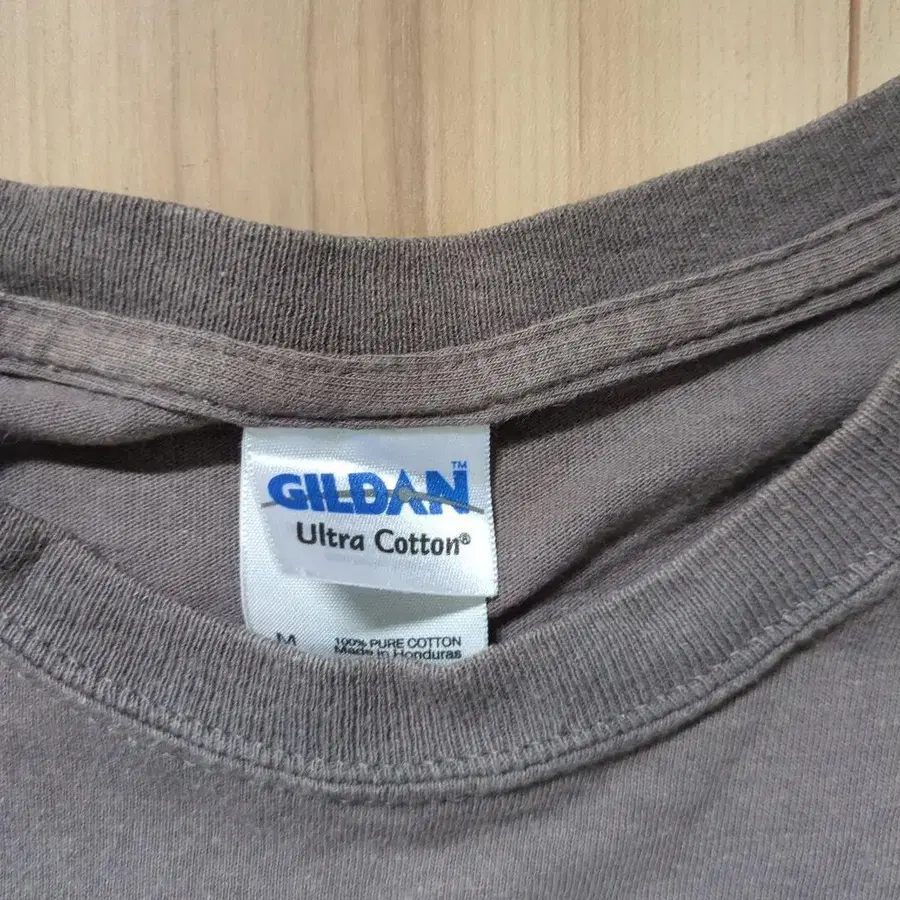 GILDAN™
Ultra Cotton®
M
100% PURE COTTON
Made in Honduras